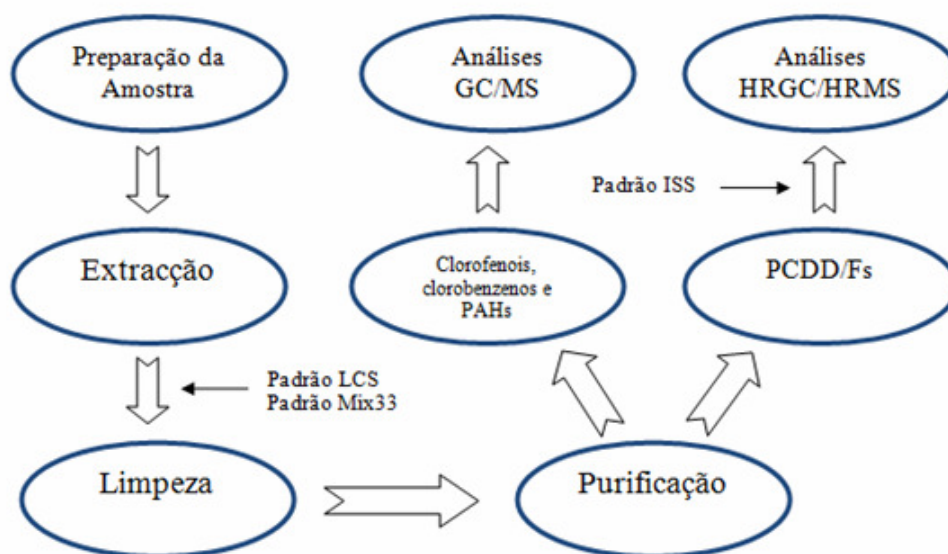 Preparação da
Amostra
Análises
GC/MS
Análises
HRGC/HRMS
Padrão ISS
Extracção
Clorofenois,
clorobenzenos e
PAHs
PCDD/Fs
Padrão LCS
Padrão Mix33
Limpeza
Purificação